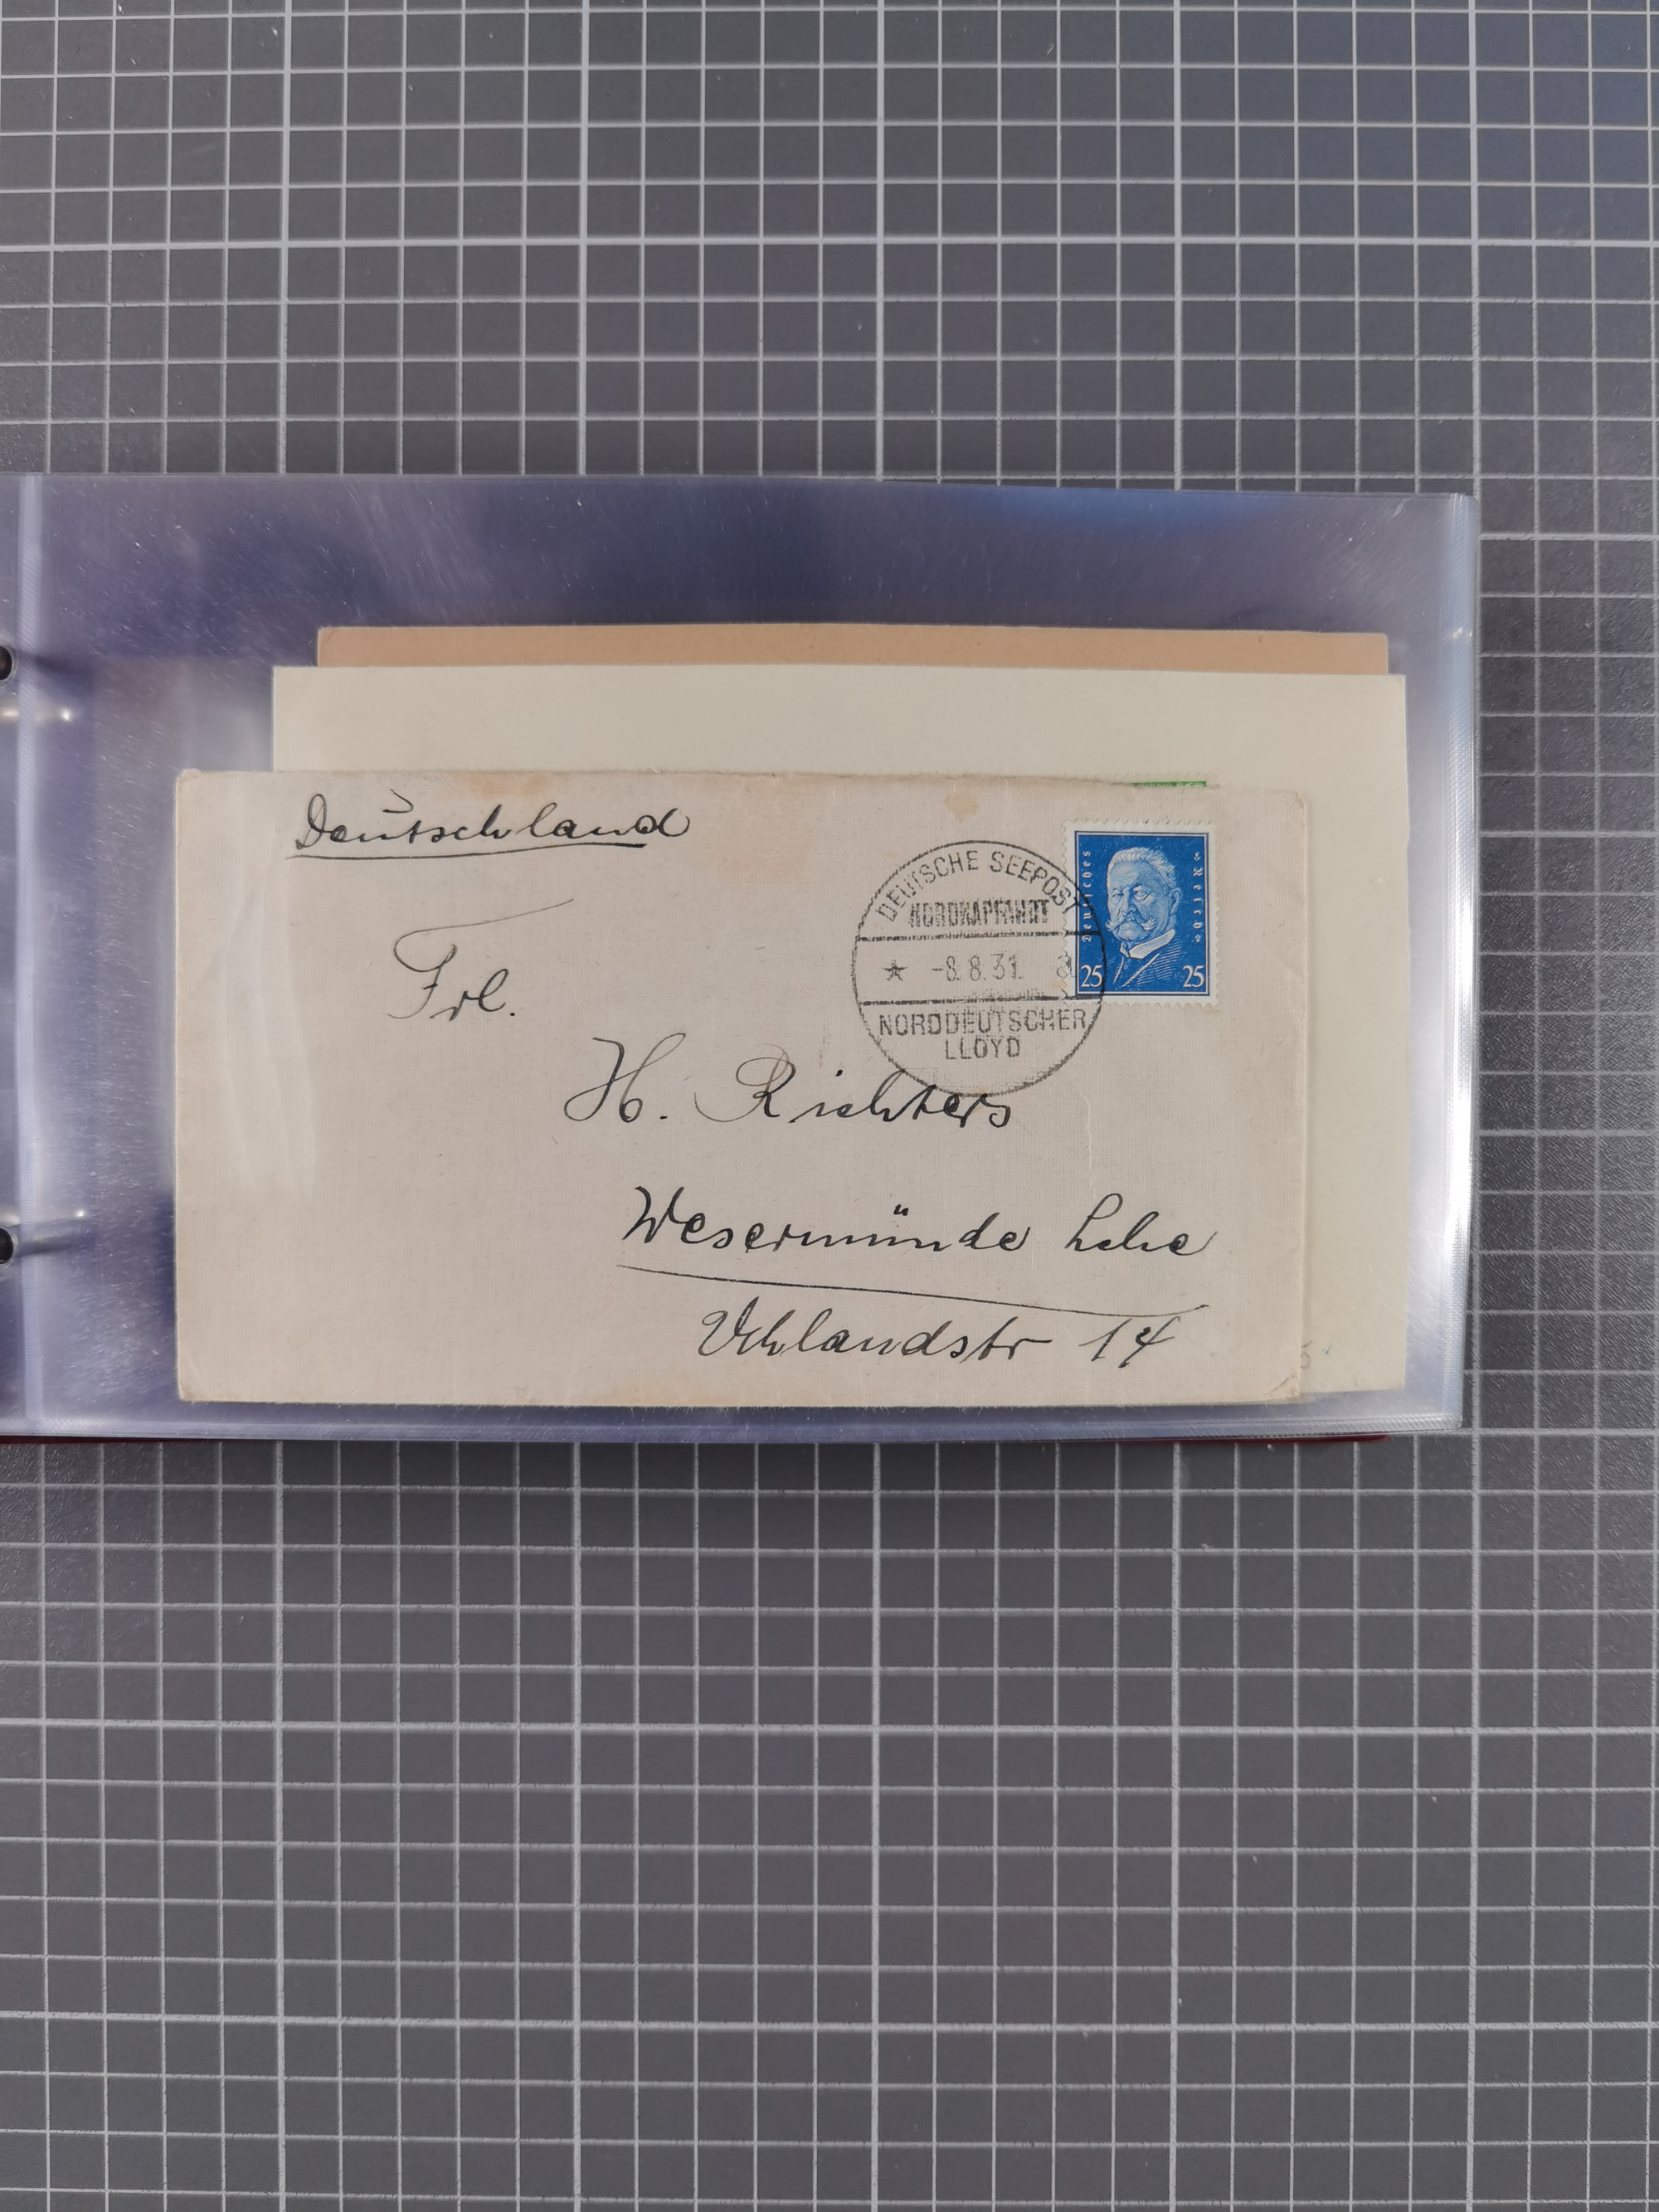 Deutschland
DEUTSCHE SEEPOST
NORDKAPFAHRT
-8.8.31. a
NORDDEUTSCHER
LLOYD
Deutsches
Reich
25 25
Frl.
H. Richters
Wesermünde Lehe
Uhlandstr 14